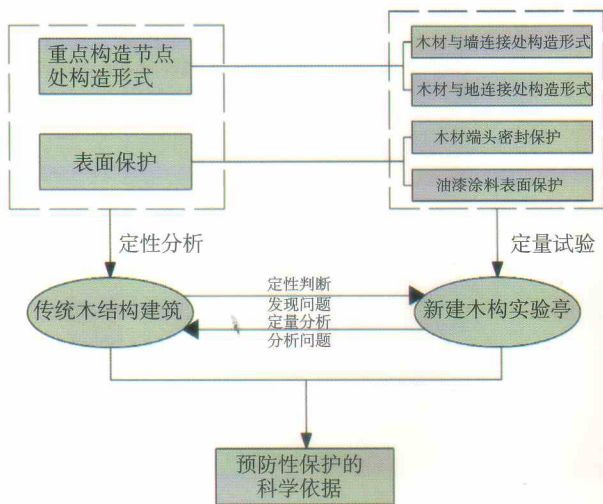 重点构造节点
处构造形式
木材与墙连接处构造形式
木材与地连接处构造形式
表面保护
木材端头密封保护
油漆涂料表面保护
定性分析
定量试验
传统木结构建筑
定性判断
发现问题
定量分析
分析问题
新建木构实验亭
预防性保护的
科学依据